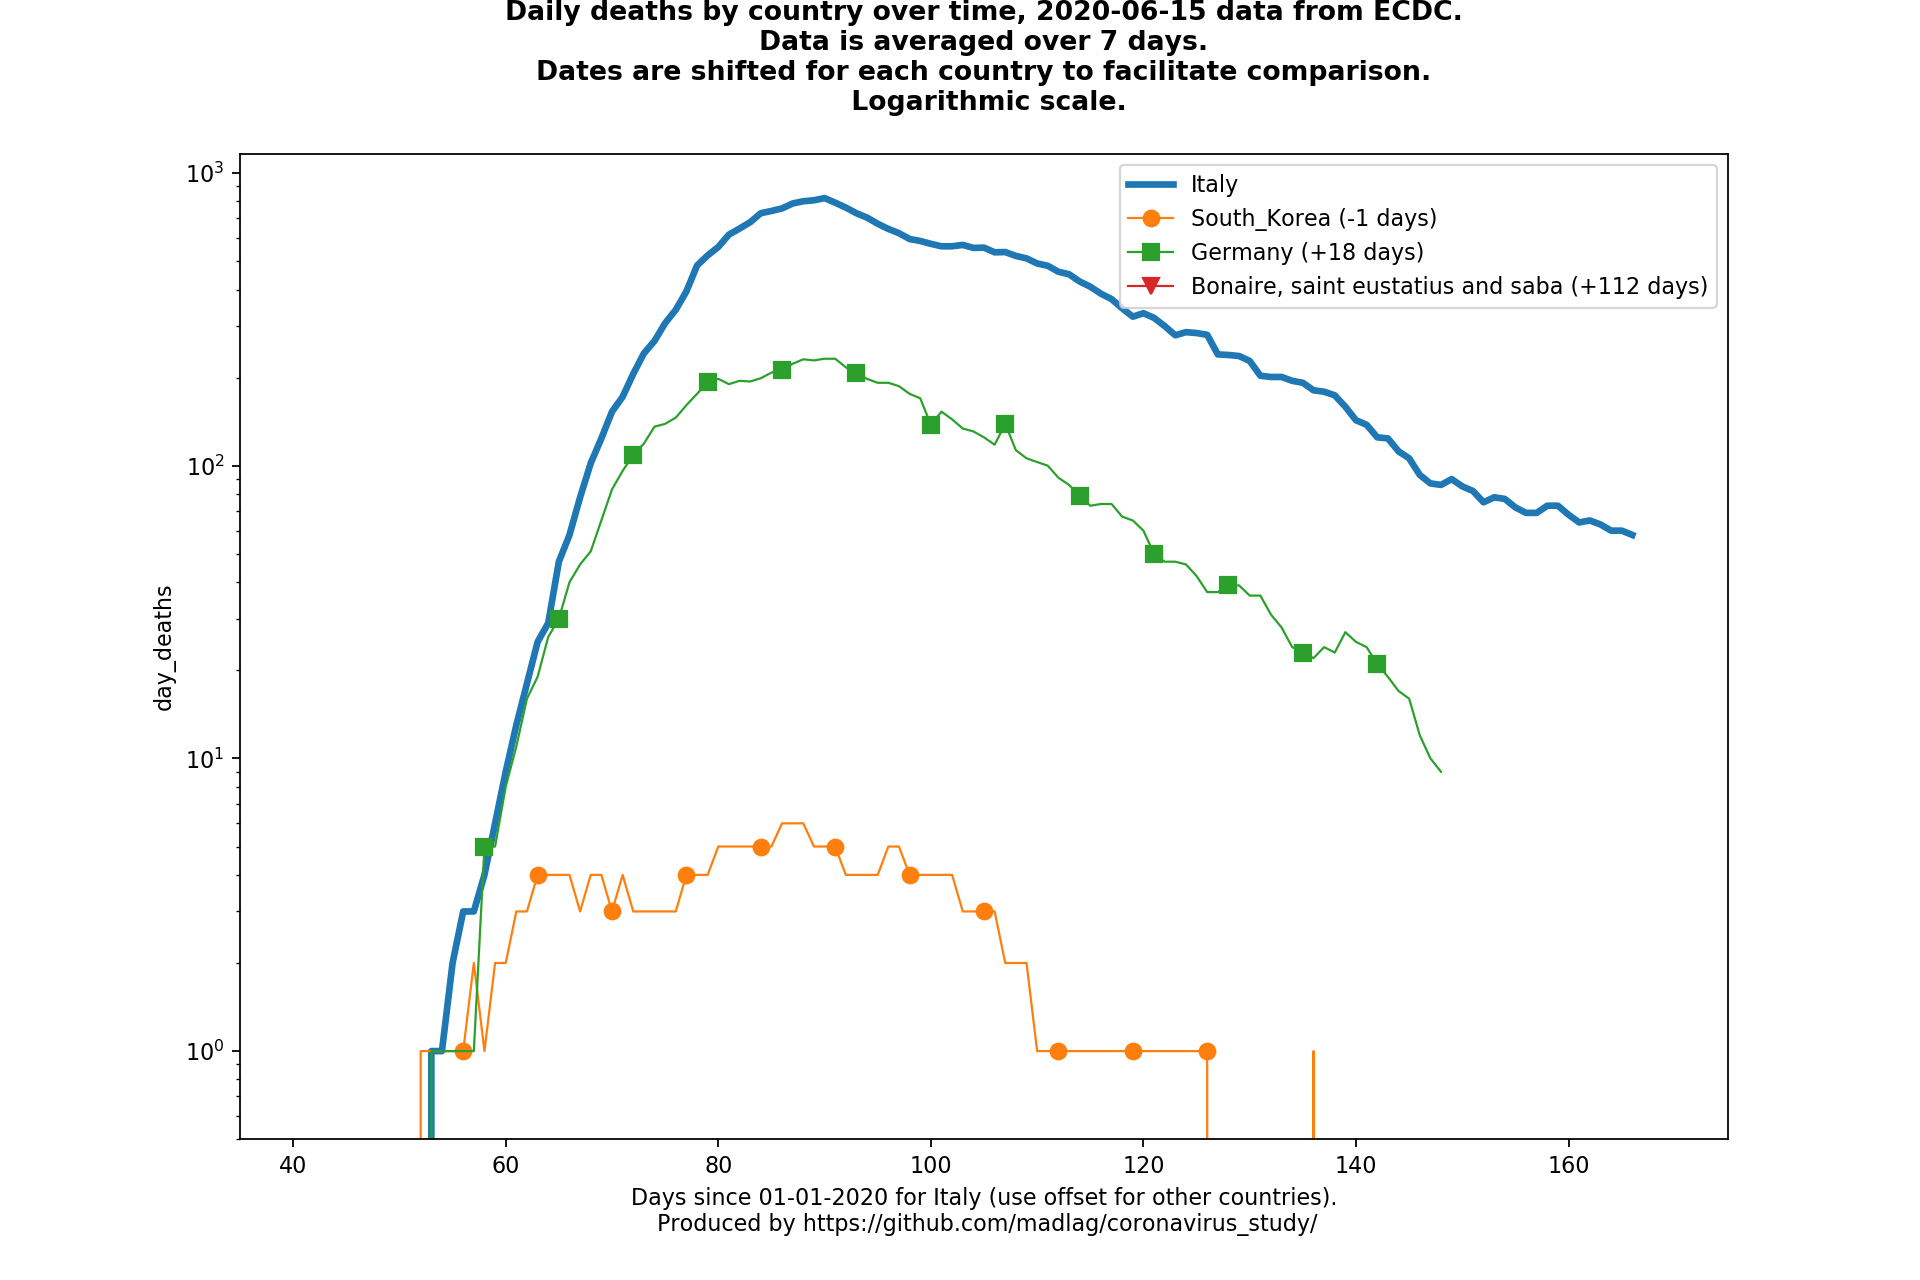 Daily deaths by country over time, 2020-06-15 data from ECDC.
Data is averaged over 7 days.
Dates are shifted for each country to facilitate comparison.
Logarithmic scale.
10³
10²
10¹
10⁰
day_deaths
Italy
South_Korea (-1 days)
Germany (+18 days)
Bonaire, saint eustatius and saba (+112 days)
40 60 80 100 120 140 160
Days since 01-01-2020 for Italy (use offset for other countries).
Produced by https://github.com/madlag/coronavirus_study/